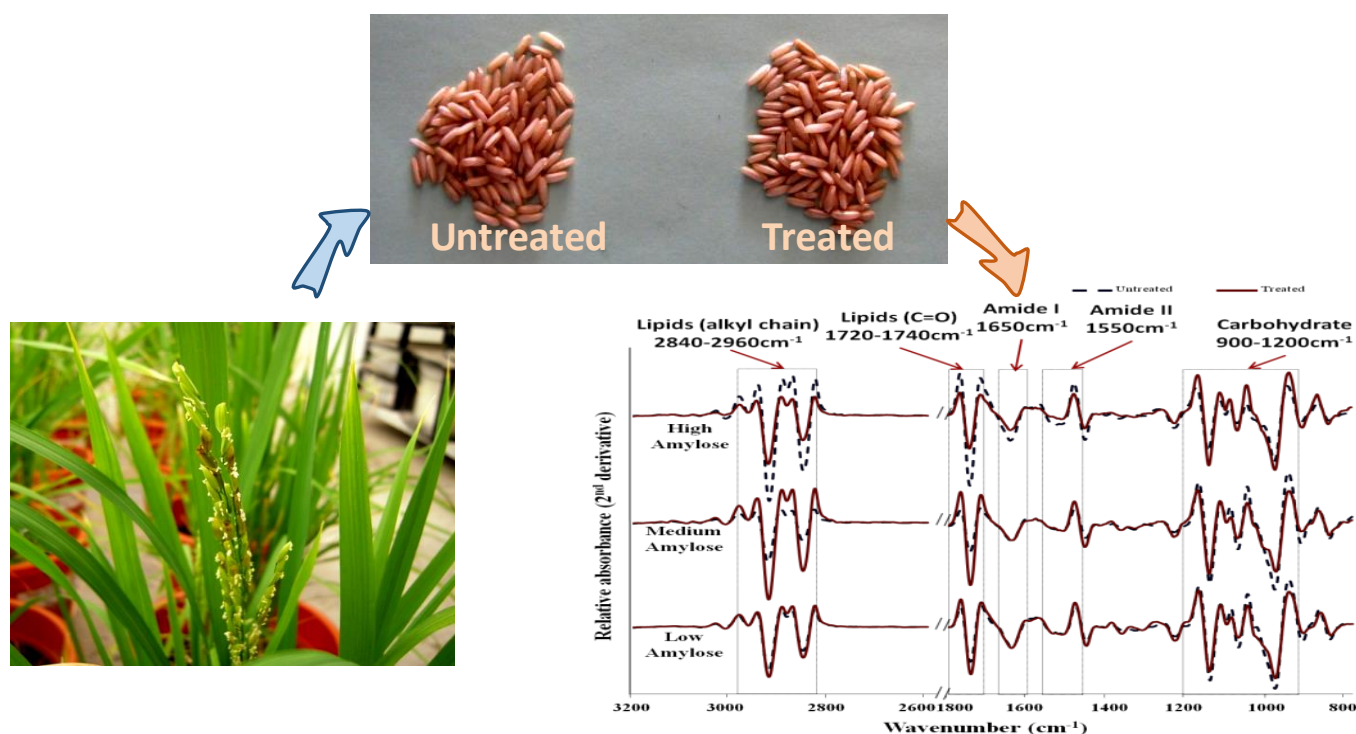 Untreated
Treated
Untreated
Treated
Lipids (alkyl chain)
2840-2960cm⁻¹
Lipids (C=O)
1720-1740cm⁻¹
Amide I
1650cm⁻¹
Amide II
1550cm⁻¹
Carbohydrate
900-1200cm⁻¹
Relative absorbance (2ⁿᵈ derivative)
High
Amylose
Medium
Amylose
Low
Amylose
3200 3000 2800 2600 1800 1600 1400 1200 1000 800
Wavenumber (cm⁻¹)